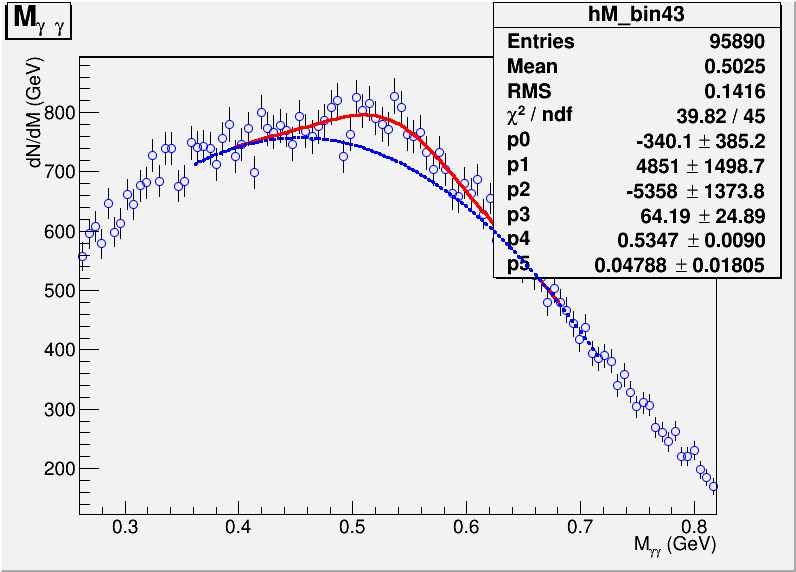 M γ γ
hM_bin43
Entries 95890
Mean 0.5025
RMS 0.1416
χ² / ndf 39.82 / 45
p0 -340.1 ± 385.2
p1 4851 ± 1498.7
p2 -5358 ± 1373.8
p3 64.19 ± 24.89
p4 0.5347 ± 0.0090
p5 0.04788 ± 0.01805
dN/dM (GeV)
800
700
600
500
400
300
200
0.3 0.4 0.5 0.6 0.7 0.8
Mγγ (GeV)